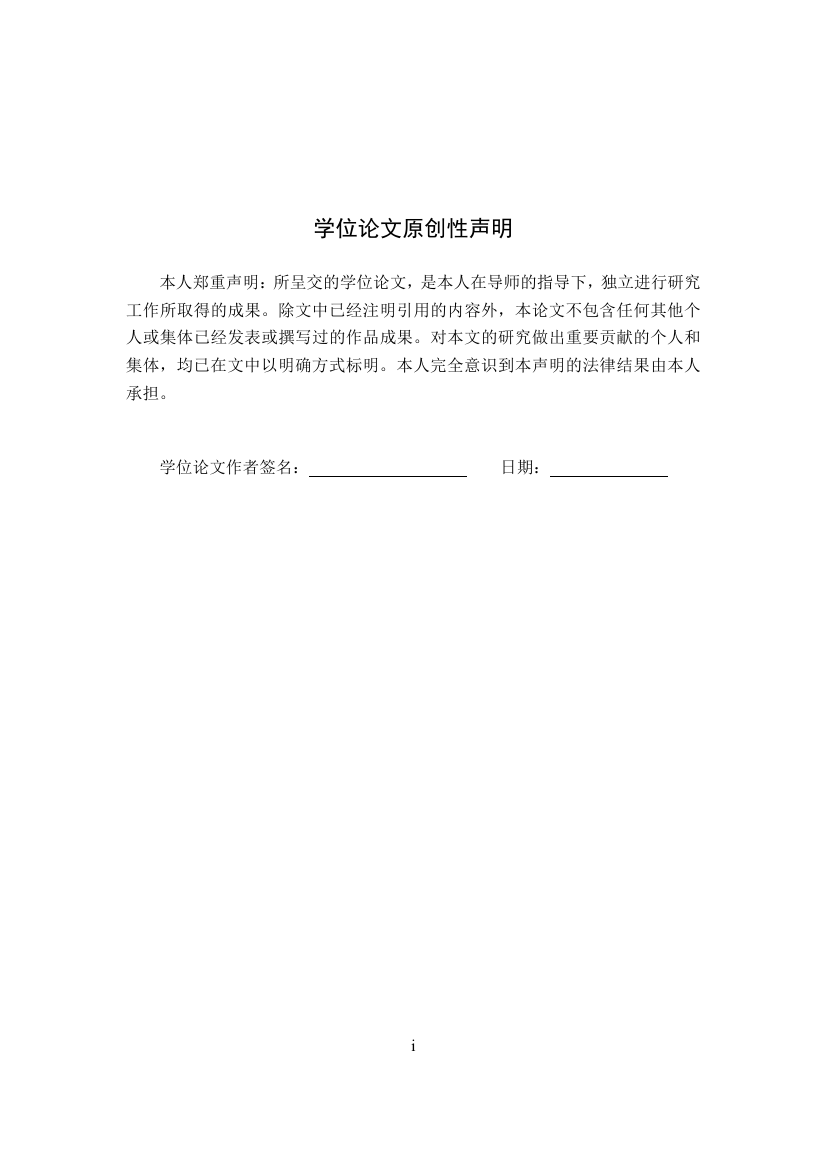 学位论文原创性声明
本人郑重声明：所呈交的学位论文，是本人在导师的指导下，独立进行研究
工作所取得的成果。除文中已经注明引用的内容外，本论文不包含任何其他个
人或集体已经发表或撰写过的作品成果。对本文的研究做出重要贡献的个人和
集体，均已在文中以明确方式标明。本人完全意识到本声明的法律结果由本人
承担。
学位论文作者签名： 日期：
i